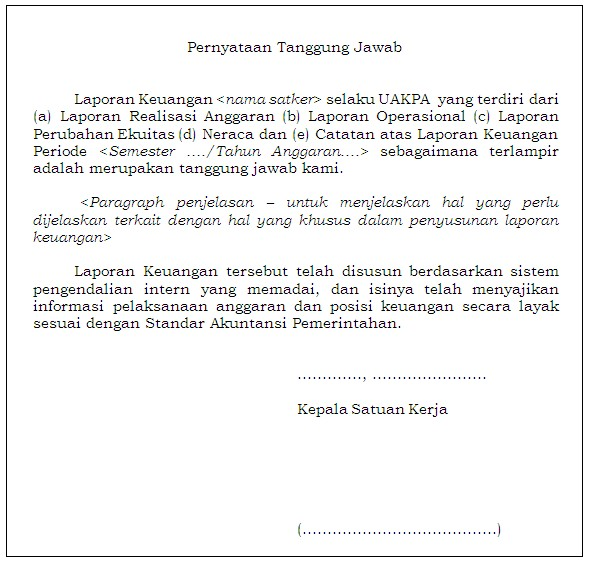 Pernyataan Tanggung Jawab
Laporan Keuangan <nama satker> selaku UAKPA yang terdiri dari
(a) Laporan Realisasi Anggaran (b) Laporan Operasional (c) Laporan
Perubahan Ekuitas (d) Neraca dan (e) Catatan atas Laporan Keuangan
Periode <Semester ..../Tahun Anggaran....> sebagaimana terlampir
adalah merupakan tanggung jawab kami.
<Paragraph penjelasan – untuk menjelaskan hal yang perlu
dijelaskan terkait dengan hal yang khusus dalam penyusunan laporan
keuangan>
Laporan Keuangan tersebut telah disusun berdasarkan sistem
pengendalian intern yang memadai, dan isinya telah menyajikan
informasi pelaksanaan anggaran dan posisi keuangan secara layak
sesuai dengan Standar Akuntansi Pemerintahan.
............., .......................
Kepala Satuan Kerja
(.......................................)